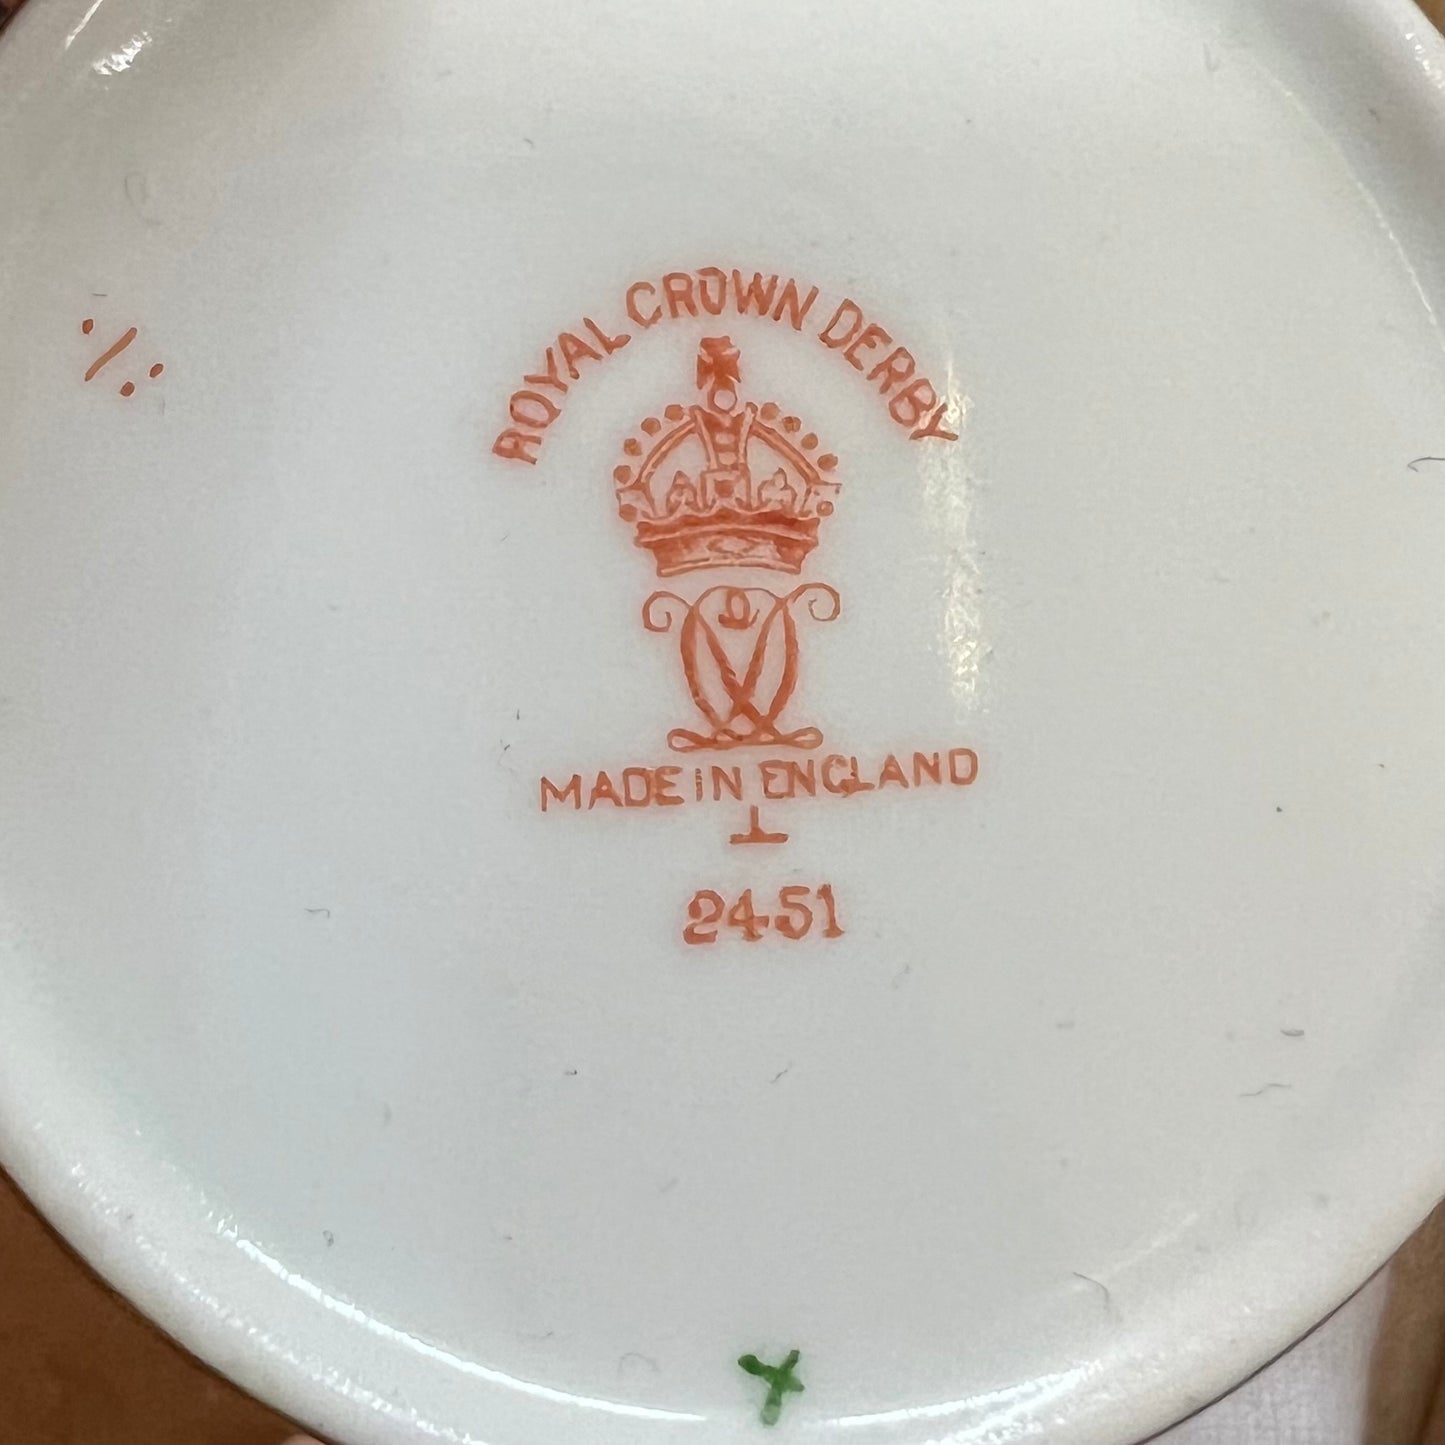 ROYAL CROWN DERBY
MADE IN ENGLAND
2451